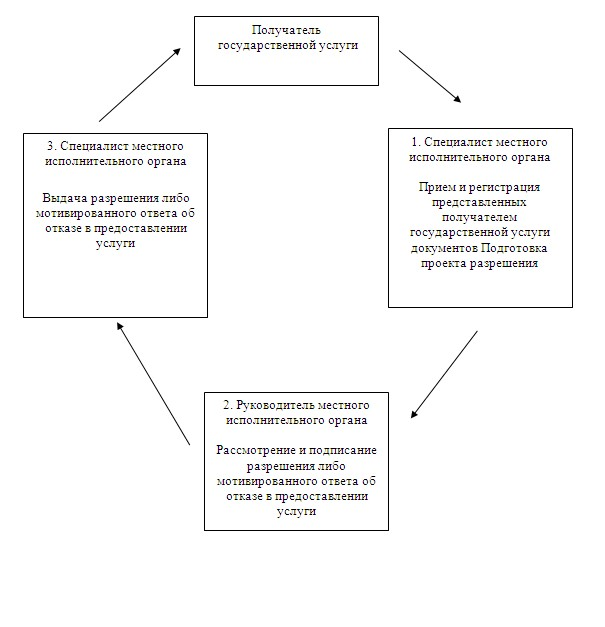 Получатель
государственной услуги
1. Специалист местного
исполнительного органа
Прием и регистрация
представленных
получателем
государственной услуги
документов Подготовка
проекта разрешения
2. Руководитель местного
исполнительного органа
Рассмотрение и подписание
разрешения либо
мотивированного ответа об
отказе в предоставлении
услуги
3. Специалист местного
исполнительного органа
Выдача разрешения либо
мотивированного ответа об
отказе в предоставлении
услуги